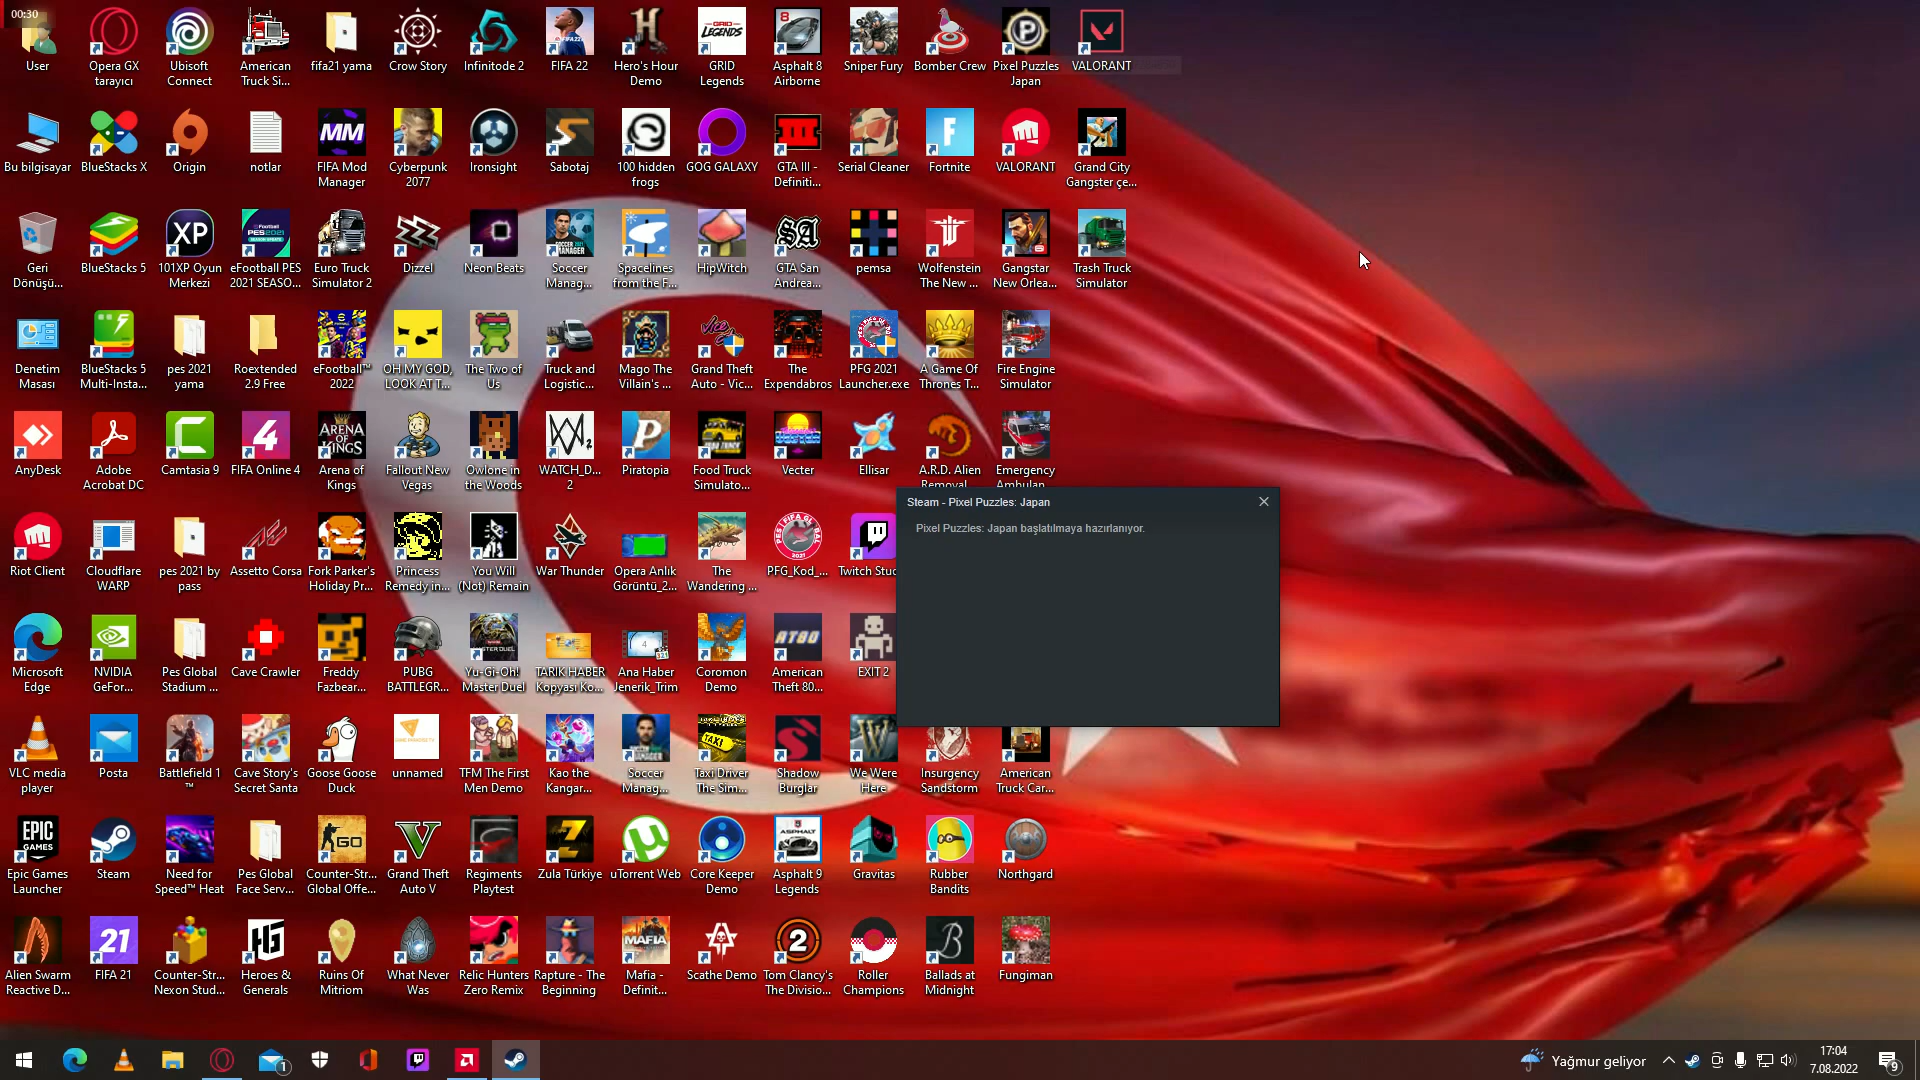 00:30
User
Opera GX
tarayıcı
Ubisoft
Connect
American
Truck Si...
fifa21 yama
Crow Story
Infinitode 2
FIFA 22
Hero's Hour
Demo
GRID
Legends
Asphalt 8
Airborne
Sniper Fury
Bomber Crew
Pixel Puzzles
Japan
VALORANT
Bu bilgisayar
BlueStacks X
Origin
notlar
FIFA Mod
Manager
Cyberpunk
2077
Ironsight
Sabotaj
100 hidden
frogs
GOG GALAXY
GTA III -
Definiti...
Serial Cleaner
Fortnite
VALORANT
Grand City
Gangster çe...
Geri
Dönüşü...
BlueStacks 5
101XP Oyun
Merkezi
eFootball PES
2021 SEASO...
Euro Truck
Simulator 2
Dizzel
Neon Beats
Soccer
Manag...
Spacelines
from the F...
HipWitch
GTA San
Andrea...
pemsa
Wolfenstein
The New ...
Gangstar
New Orlea...
Trash Truck
Simulator
Denetim
Masası
BlueStacks 5
Multi-Insta...
pes 2021
yama
Roextended
2.9 Free
eFootball™
2022
OH MY GOD,
LOOK AT T...
The Two of
Us
Truck and
Logistic...
Mago The
Villain's ...
Grand Theft
Auto - Vic...
The
Expendabros
PFG 2021
Launcher.exe
A Game Of
Thrones T...
Fire Engine
Simulator
AnyDesk
Adobe
Acrobat DC
Camtasia 9
FIFA Online 4
Arena of
Kings
Fallout New
Vegas
Owlone in
the Woods
WATCH_D...
2
Piratopia
Food Truck
Simulato...
Vecter
Ellisar
A.R.D. Alien
Removal
Emergency
Ambulan...
Steam - Pixel Puzzles: Japan
Pixel Puzzles: Japan başlatılmaya hazırlanıyor.
Riot Client
Cloudflare
WARP
pes 2021 by
pass
Assetto Corsa
Fork Parker's
Holiday Pr...
Princess
Remedy in...
You Will
(Not) Remain
War Thunder
Opera Anlık
Görüntü_2...
The
Wandering ...
PFG_Kod_...
Twitch Stud
Microsoft
Edge
NVIDIA
GeFor...
Pes Global
Stadium ...
Cave Crawler
Freddy
Fazbear...
PUBG
BATTLEGR...
Yu-Gi-Oh!
Master Duel
TARIK HABER
Kopyası Ko...
Ana Haber
Jenerik_Trim
Coromon
Demo
American
Theft 80...
EXIT 2
VLC media
player
Posta
Battlefield 1
™
Cave Story's
Secret Santa
Goose Goose
Duck
unnamed
TFM The First
Men Demo
Kao the
Kangar...
Soccer
Manag...
Taxi Driver
The Sim...
Shadow
Burglar
We Were
Here
Insurgency
Sandstorm
American
Truck Car...
Epic Games
Launcher
Steam
Need for
Speed™ Heat
Pes Global
Face Serv...
Counter-Str...
Global Offe...
Grand Theft
Auto V
Regiments
Playtest
Zula Türkiye
uTorrent Web
Core Keeper
Demo
Asphalt 9
Legends
Gravitas
Rubber
Bandits
Northgard
Alien Swarm
Reactive D...
FIFA 21
Counter-Str...
Nexon Stud...
Heroes &
Generals
Ruins Of
Mitriom
What Never
Was
Relic Hunters
Zero Remix
Rapture - The
Beginning
Mafia -
Definit...
Scathe Demo
Tom Clancy's
The Divisio...
Roller
Champions
Ballads at
Midnight
Fungiman
1
Yağmur geliyor
17:04
7.08.2022
9